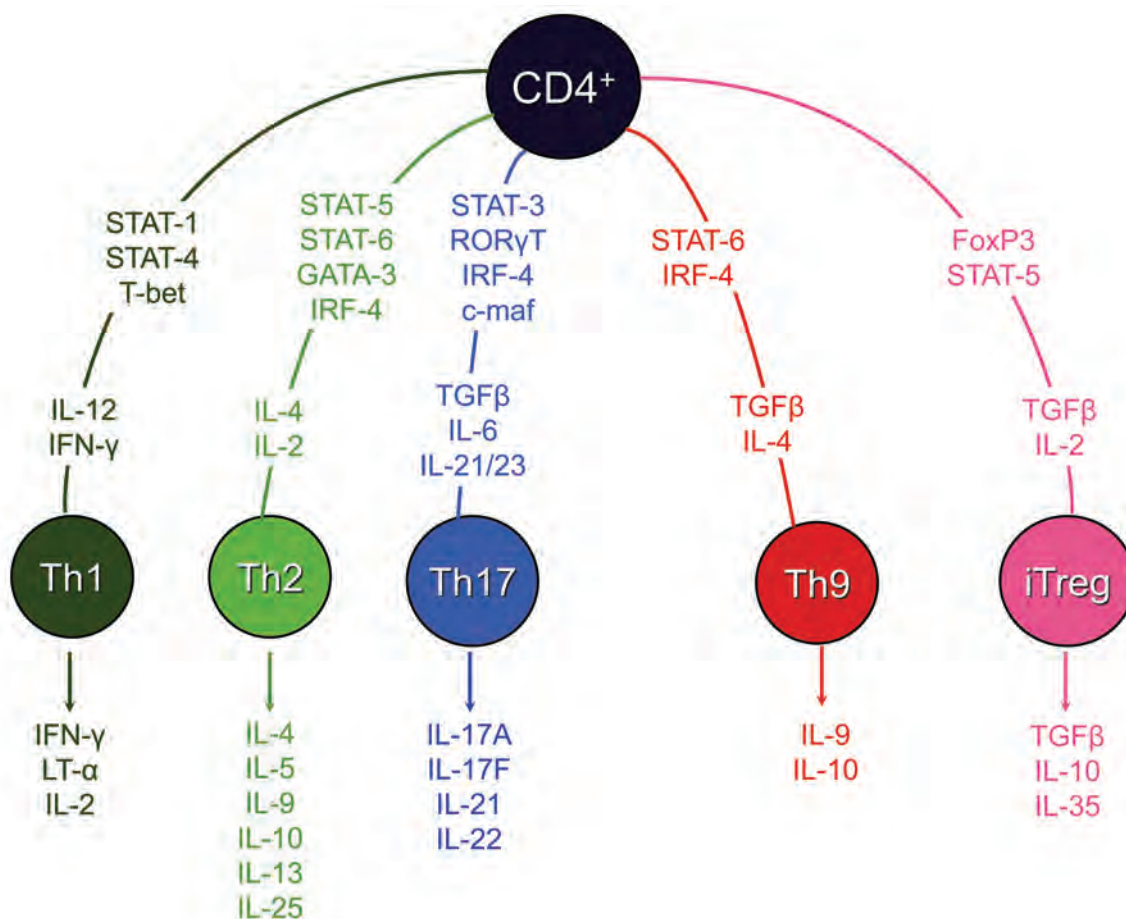 CD4+
STAT-1
STAT-4
T-bet
IL-12
IFN-γ
Th1
IFN-γ
LT-α
IL-2
STAT-5
STAT-6
GATA-3
IRF-4
IL-4
IL-2
Th2
IL-4
IL-5
IL-9
IL-10
IL-13
IL-25
STAT-3
RORγT
IRF-4
c-maf
TGFβ
IL-6
IL-21/23
Th17
IL-17A
IL-17F
IL-21
IL-22
STAT-6
IRF-4
TGFβ
IL-4
Th9
IL-9
IL-10
FoxP3
STAT-5
TGFβ
IL-2
iTreg
TGFβ
IL-10
IL-35